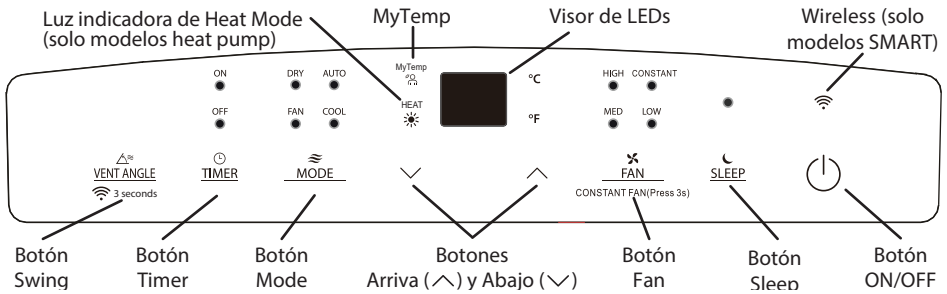 Luz indicadora de Heat Mode
(solo modelos heat pump)
MyTemp
Visor de LEDs
Wireless (solo
modelos SMART)
ON
DRY
AUTO
MyTemp
°C
HIGH
CONSTANT
OFF
FAN
COOL
HEAT
°F
MED
LOW
VENT ANGLE
TIMER
MODE
FAN
SLEEP
3 seconds
CONSTANT FAN(Press 3s)
Botón
Swing
Botón
Timer
Botón
Mode
Botones
Arriva ( ︿ ) y Abajo ( ﹀ )
Botón
Fan
Botón
Sleep
Botón
ON/OFF